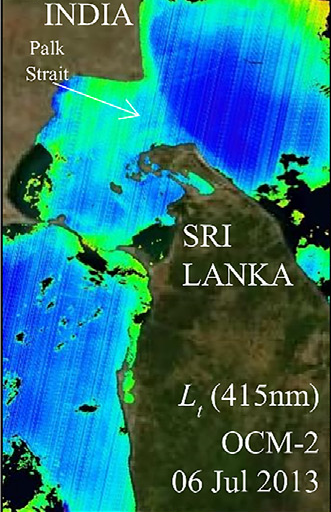 INDIA
Palk
Strait
SRI
LANKA
Lt (415nm)
OCM-2
06 Jul 2013